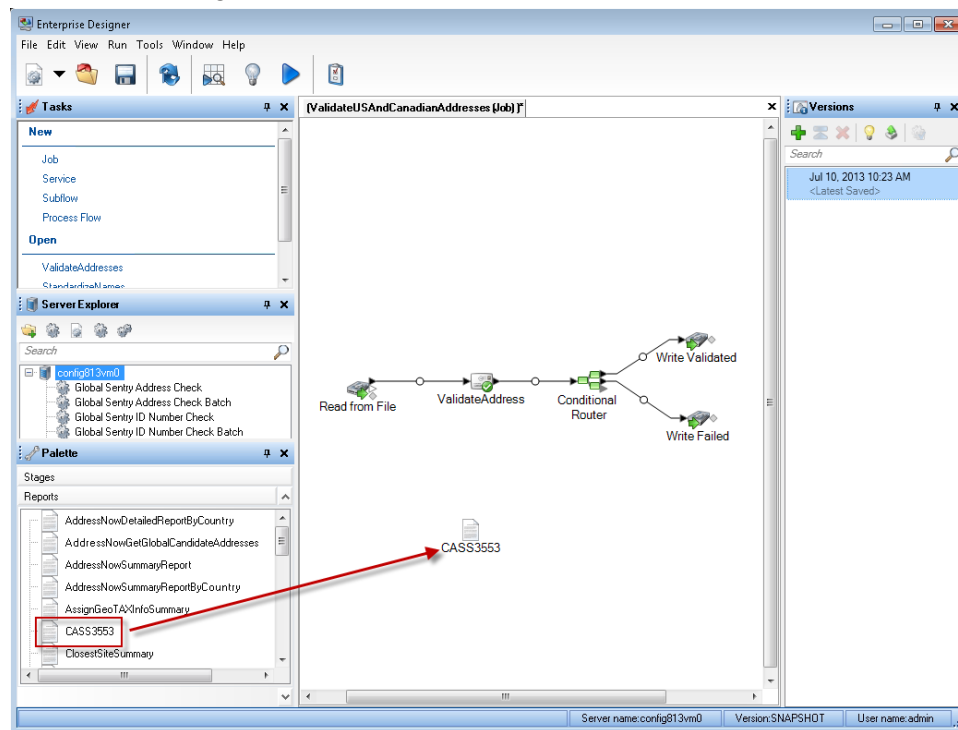 Enterprise Designer
File Edit View Run Tools Window Help
Tasks
New
Job
Service
Subflow
Process Flow
Open
ValidateAddresses
StandardizeNames
Server Explorer
Search
config813vm0
Global Sentry Address Check
Global Sentry Address Check Batch
Global Sentry ID Number Check
Global Sentry ID Number Check Batch
Palette
Stages
Reports
AddressNowDetailedReportByCountry
AddressNowGetGlobalCandidateAddresses
AddressNowSummaryReport
AddressNowSummaryReportByCountry
AssignGeoTAXInfoSummary
CASS3553
ClosestSiteSummary
(ValidateUSAndCanadianAddresses (Job) )*
Read from File
ValidateAddress
Conditional
Router
Write Validated
Write Failed
CASS3553
Versions
Search
Jul 10, 2013 10:23 AM
<Latest Saved>
Server name:config813vm0
Version:SNAPSHOT
User name:admin